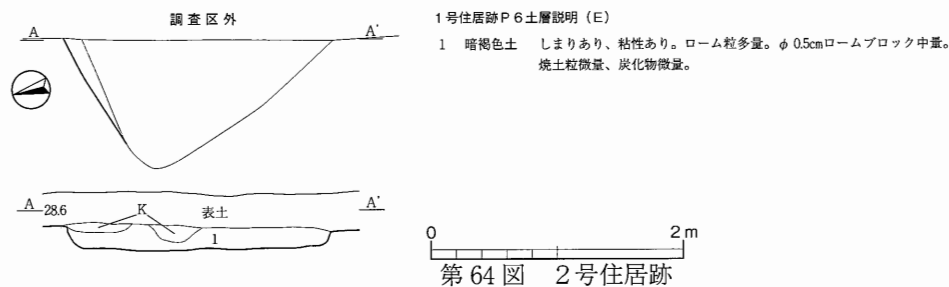 調査区外
A A'
1号住居跡P6土層説明(E)
1 暗褐色土 しまりあり、粘性あり。ローム粒多量。φ 0.5cmロームブロック中量。
焼土粒微量、炭化物微量。
A 28.6 K 表土 A'
1
0 2m
第64図 2号住居跡